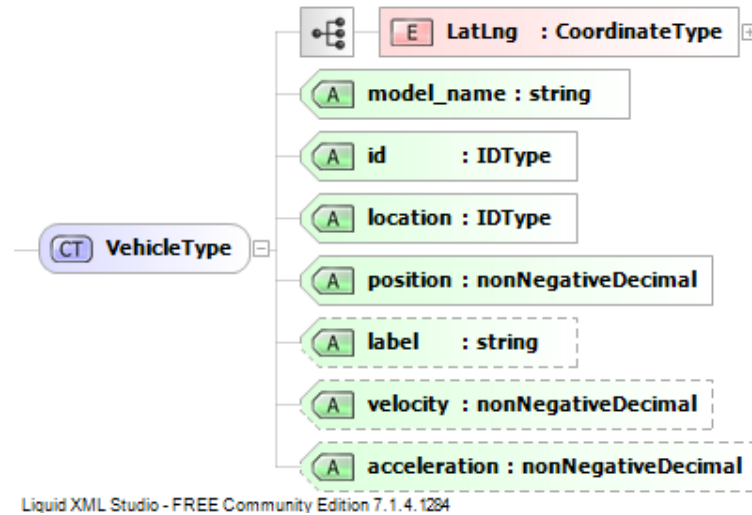 E LatLng : CoordinateType
A model_name : string
A id : IDType
A location : IDType
CT VehicleType
A position : nonNegativeDecimal
A label : string
A velocity : nonNegativeDecimal
A acceleration : nonNegativeDecimal
Liquid XML Studio - FREE Community Edition 7.1.4.1284